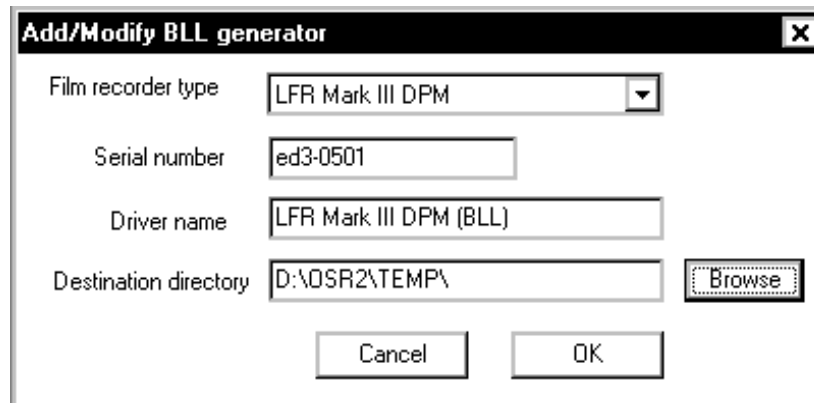 Add/Modify BLL generator
Film recorder type LFR Mark III DPM
Serial number ed3-0501
Driver name LFR Mark III DPM (BLL)
Destination directory D:\OSR2\TEMP\ Browse
Cancel OK